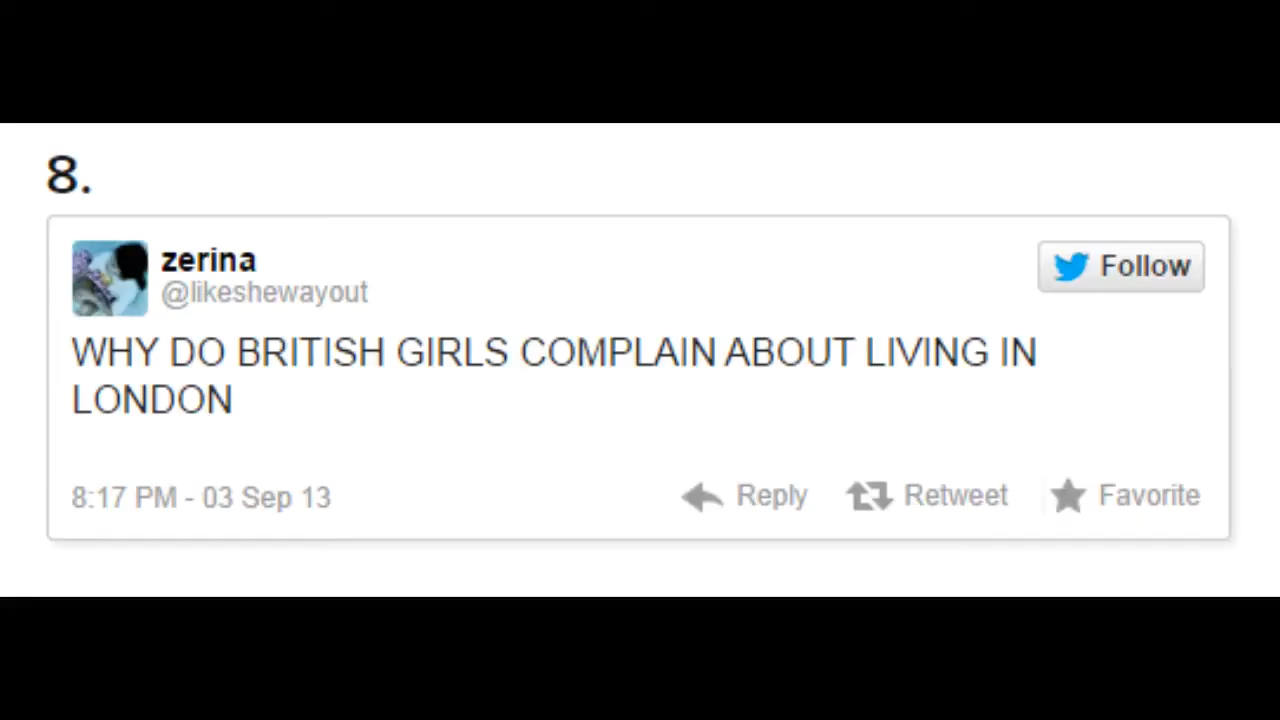 8.
zerina
@likeshewayout
Follow
WHY DO BRITISH GIRLS COMPLAIN ABOUT LIVING IN
LONDON
8:17 PM - 03 Sep 13
Reply Retweet Favorite